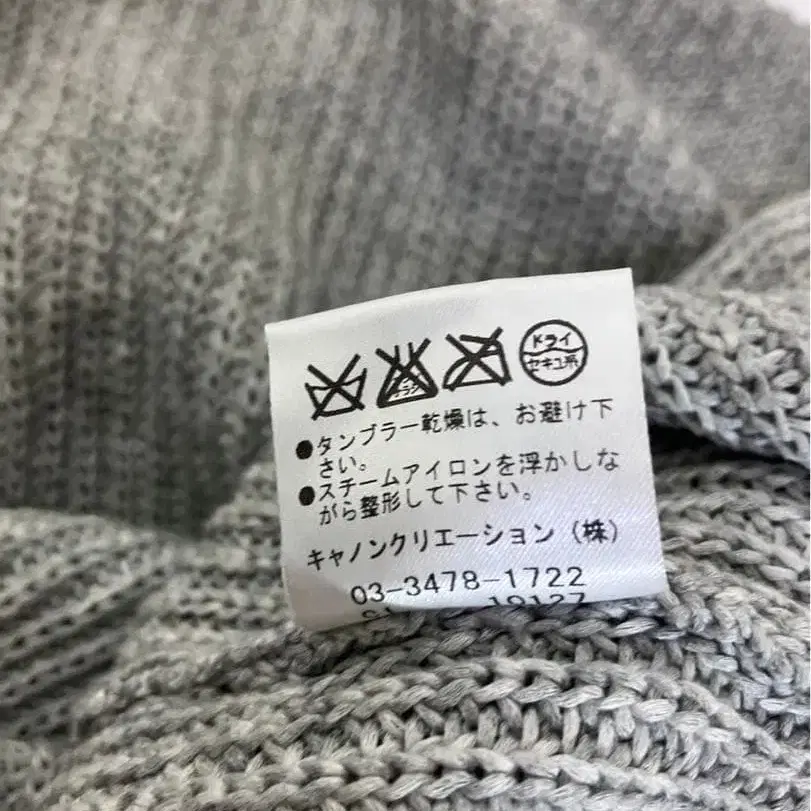 ドライ
セキユ系
●タンブラー乾燥は、お避け下
さい。
●スチームアイロンを浮かしな
がら整形して下さい。
キャノンクリエーション（株）
03-3478-1722